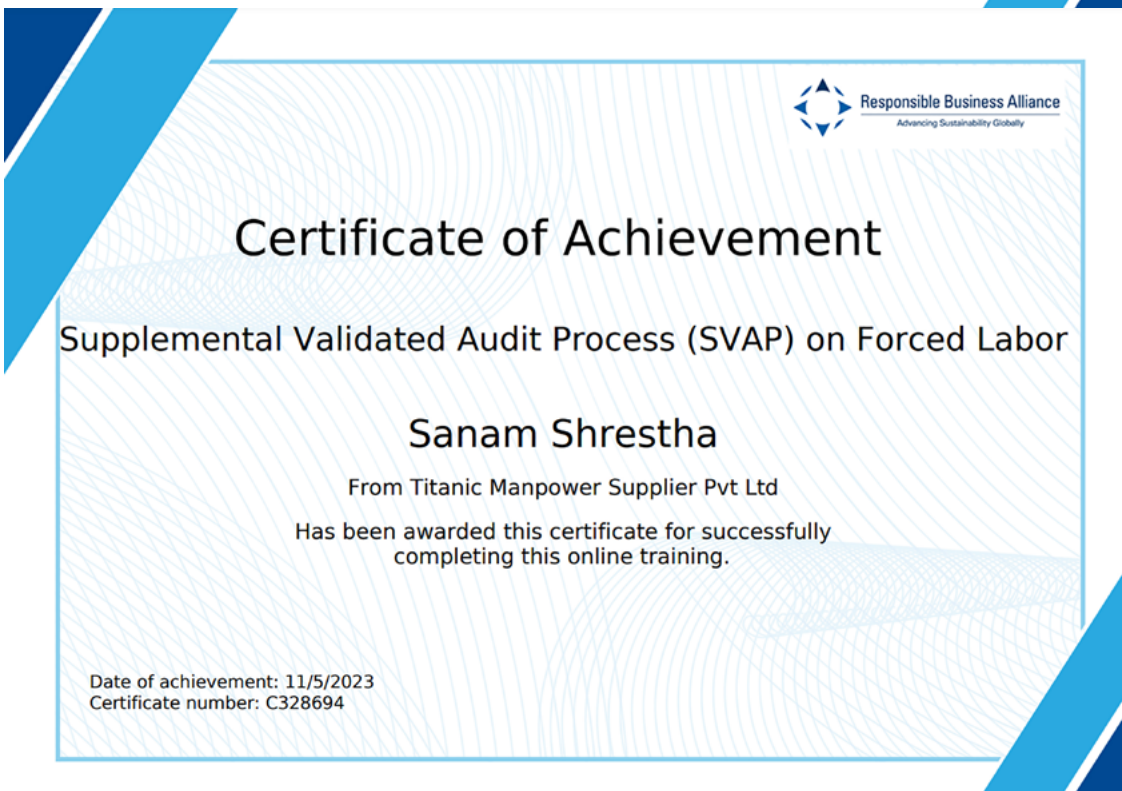 Responsible Business Alliance
Advancing Sustainability Globally
Certificate of Achievement
Supplemental Validated Audit Process (SVAP) on Forced Labor
Sanam Shrestha
From Titanic Manpower Supplier Pvt Ltd
Has been awarded this certificate for successfully
completing this online training.
Date of achievement: 11/5/2023
Certificate number: C328694